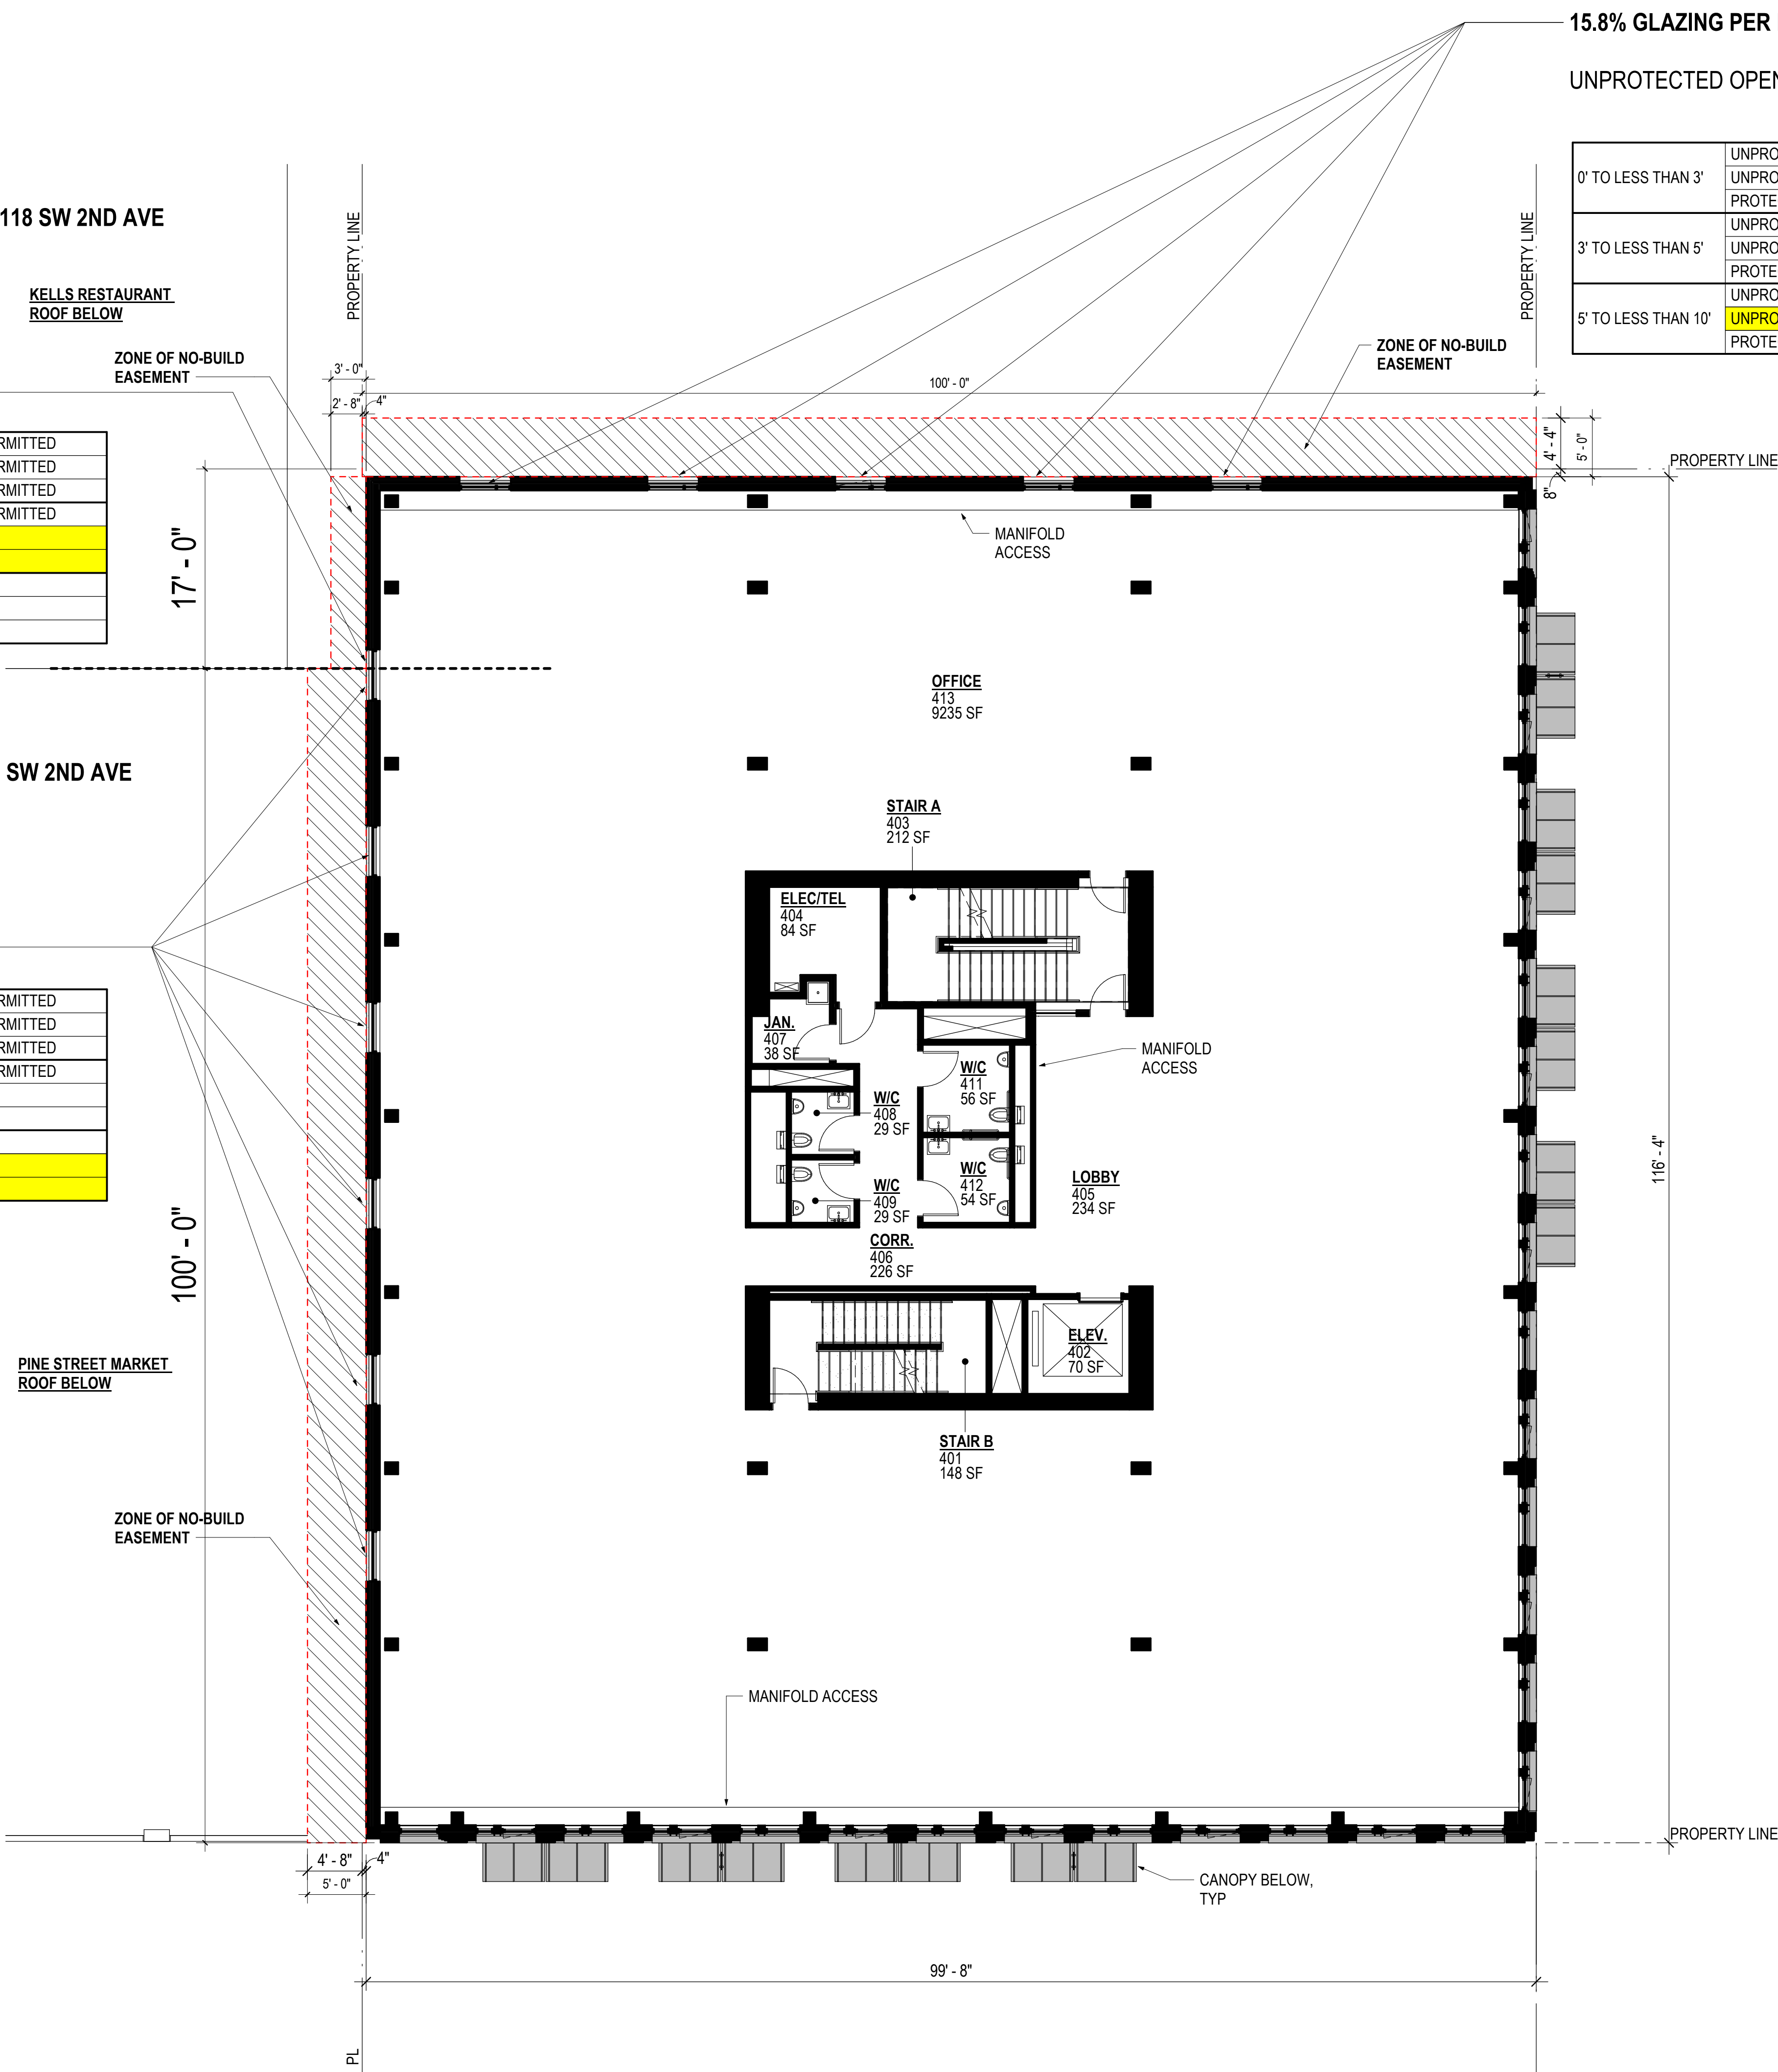 15.8% GLAZING PER
UNPROTECTED OPEN
0' TO LESS THAN 3'
UNPRO
UNPRO
PROTE
3' TO LESS THAN 5'
UNPRO
UNPRO
PROTE
5' TO LESS THAN 10'
UNPRO
UNPRO
PROTE
118 SW 2ND AVE
KELLS RESTAURANT
ROOF BELOW
PROPERTY LINE
PROPERTY LINE
ZONE OF NO-BUILD
EASEMENT
ZONE OF NO-BUILD
EASEMENT
3' - 0"
2' - 8"
4"
100' - 0"
4' - 4"
5' - 0"
8"
PROPERTY LINE
RMITTED
RMITTED
RMITTED
RMITTED
17' - 0"
MANIFOLD
ACCESS
OFFICE
413
9235 SF
SW 2ND AVE
STAIR A
403
212 SF
ELEC/TEL
404
84 SF
JAN.
407
38 SF
MANIFOLD
ACCESS
W/C
411
56 SF
W/C
408
29 SF
W/C
412
54 SF
W/C
409
29 SF
LOBBY
405
234 SF
CORR.
406
226 SF
116' - 4"
RMITTED
RMITTED
RMITTED
RMITTED
100' - 0"
ELEV.
402
70 SF
PINE STREET MARKET
ROOF BELOW
STAIR B
401
148 SF
ZONE OF NO-BUILD
EASEMENT
MANIFOLD ACCESS
PROPERTY LINE
4' - 8"
4"
5' - 0"
CANOPY BELOW,
TYP
99' - 8"
PL